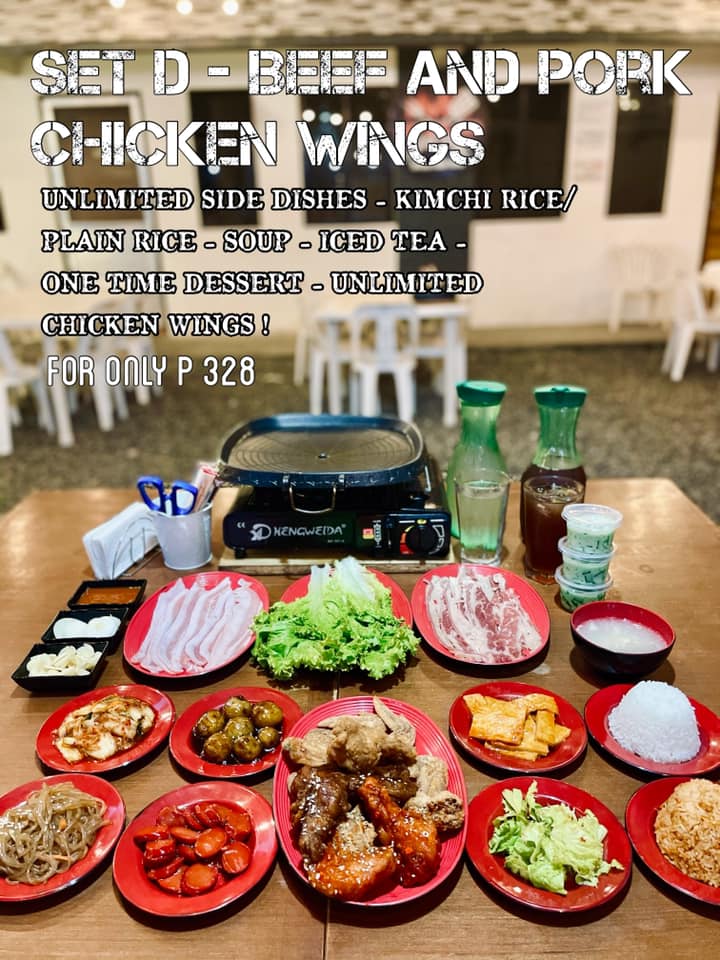 SET D - BEEF AND PORK
CHICKEN WINGS
UNLIMITED SIDE DISHES - KIMCHI RICE/
PLAIN RICE - SOUP - ICED TEA -
ONE TIME DESSERT - UNLIMITED
CHICKEN WINGS !
FOR ONLY P 328
HENGWEIDA